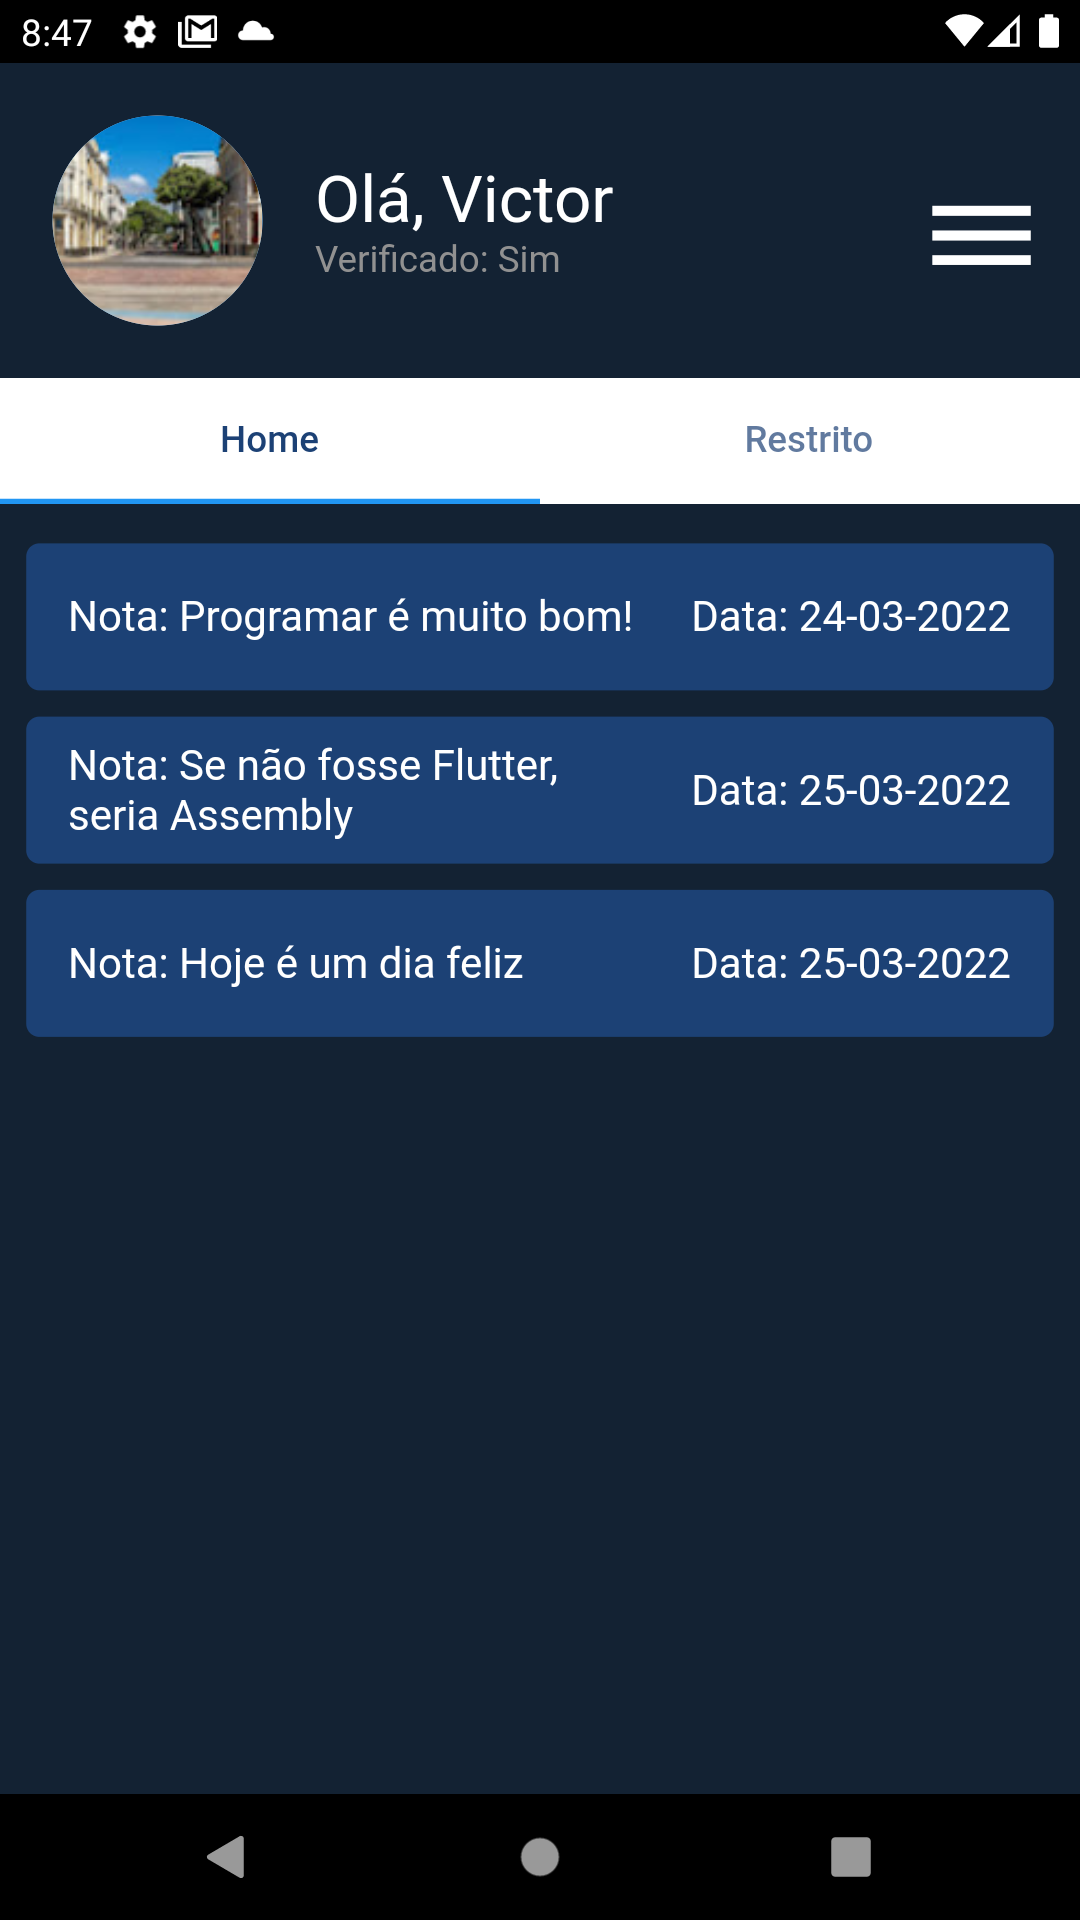 8:47
Olá, Victor
Verificado: Sim
Home
Restrito
Nota: Programar é muito bom!
Data: 24-03-2022
Nota: Se não fosse Flutter,
seria Assembly
Data: 25-03-2022
Nota: Hoje é um dia feliz
Data: 25-03-2022